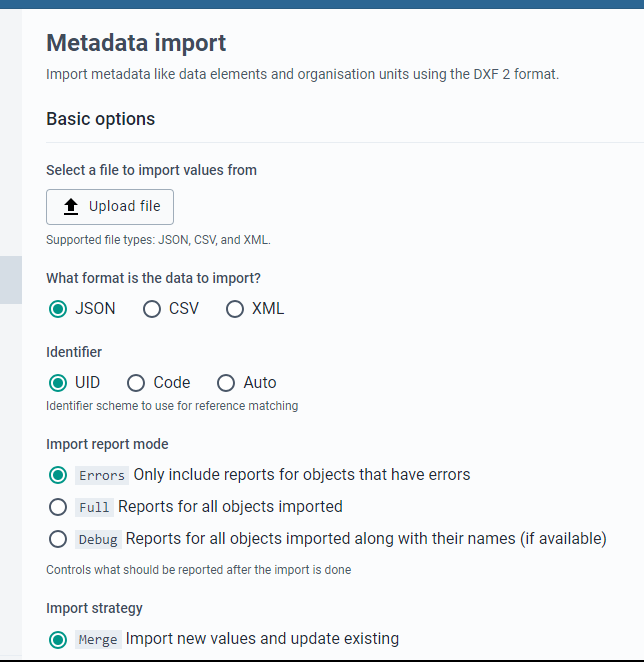 Metadata import
Import metadata like data elements and organisation units using the DXF 2 format.
Basic options
Select a file to import values from
Upload file
Supported file types: JSON, CSV, and XML.
What format is the data to import?
JSON CSV XML
Identifier
UID Code Auto
Identifier scheme to use for reference matching
Import report mode
Errors Only include reports for objects that have errors
Full Reports for all objects imported
Debug Reports for all objects imported along with their names (if available)
Controls what should be reported after the import is done
Import strategy
Merge Import new values and update existing